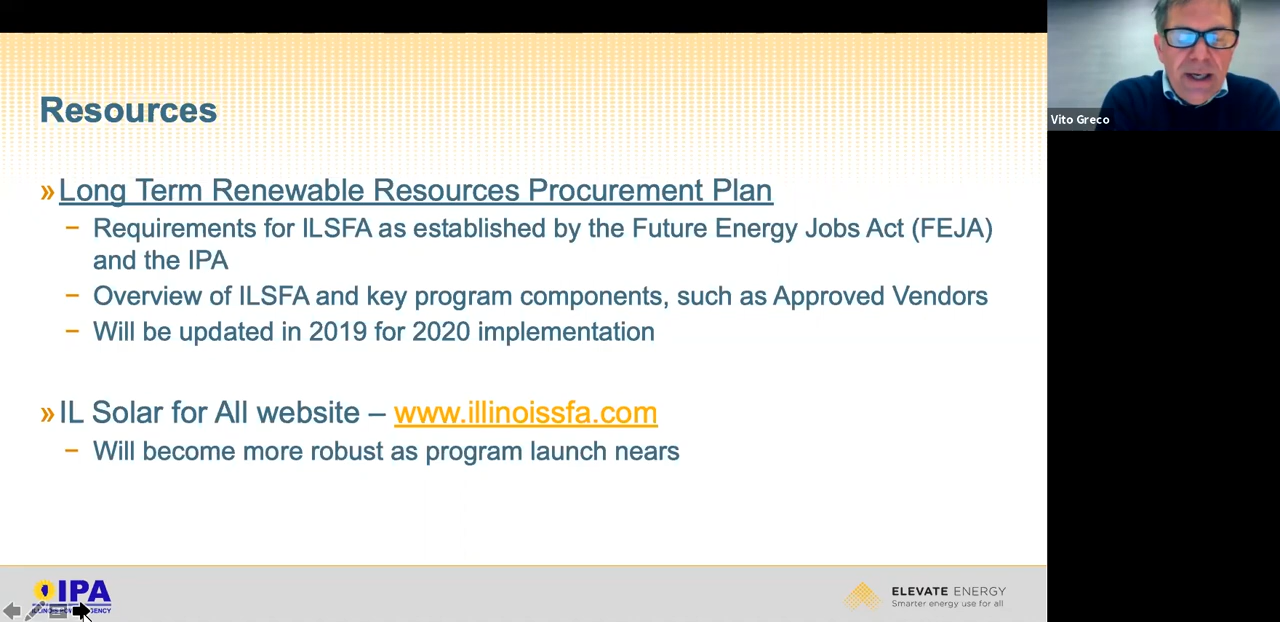 Resources
» Long Term Renewable Resources Procurement Plan
– Requirements for ILSFA as established by the Future Energy Jobs Act (FEJA)
and the IPA
– Overview of ILSFA and key program components, such as Approved Vendors
– Will be updated in 2019 for 2020 implementation
» IL Solar for All website – www.illinoissfa.com
– Will become more robust as program launch nears
Vito Greco
IPA
ELEVATE ENERGY
Smarter energy use for all